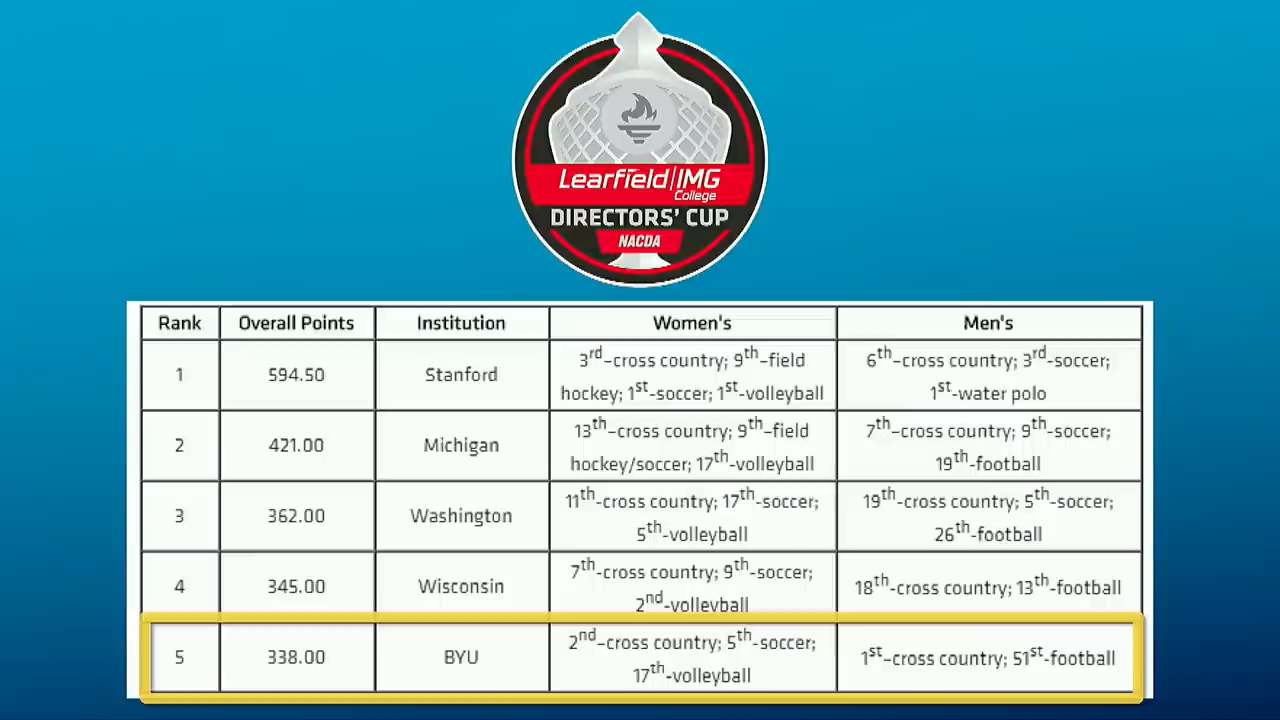 Learfield|IMG
College
DIRECTORS' CUP
NACDA
Rank Overall Points Institution Women's Men's
1 594.50 Stanford 3rd-cross country; 9th-field hockey; 1st-soccer; 1st-volleyball 6th-cross country; 3rd-soccer; 1st-water polo
2 421.00 Michigan 13th-cross country; 9th-field hockey/soccer; 17th-volleyball 7th-cross country; 9th-soccer; 19th-football
3 362.00 Washington 11th-cross country; 17th-soccer; 5th-volleyball 19th-cross country; 5th-soccer; 26th-football
4 345.00 Wisconsin 7th-cross country; 9th-soccer; 2nd-volleyball 18th-cross country; 13th-football
5 338.00 BYU 2nd-cross country; 5th-soccer; 17th-volleyball 1st-cross country; 51st-football